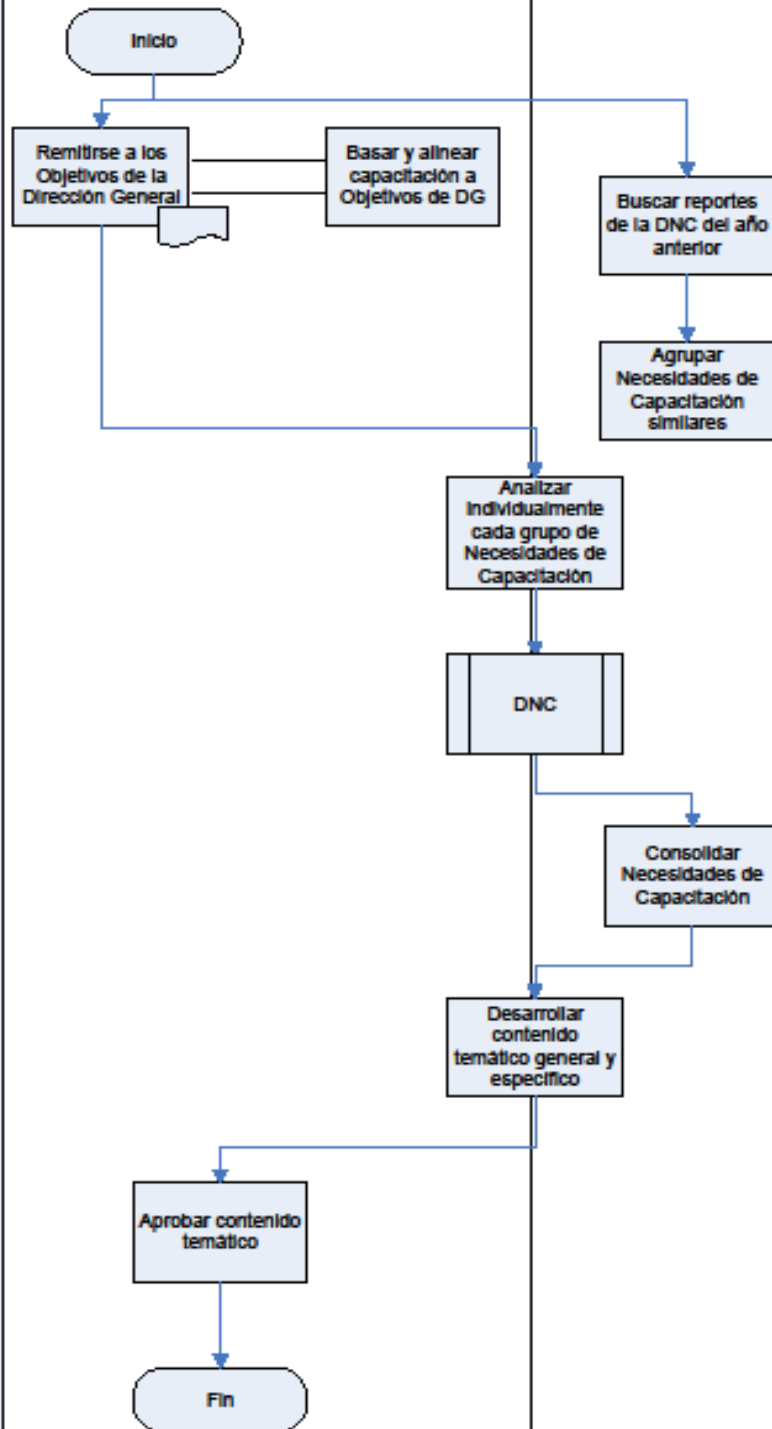 Inicio
Remitirse a los
Objetivos de la
Dirección General
Basar y alinear
capacitación a
Objetivos de DG
Buscar reportes
de la DNC del año
anterior
Agrupar
Necesidades de
Capacitación
similares
Analizar
individualmente
cada grupo de
Necesidades de
Capacitación
DNC
Consolidar
Necesidades de
Capacitación
Desarrollar
contenido
temático general y
específico
Aprobar contenido
temático
Fin